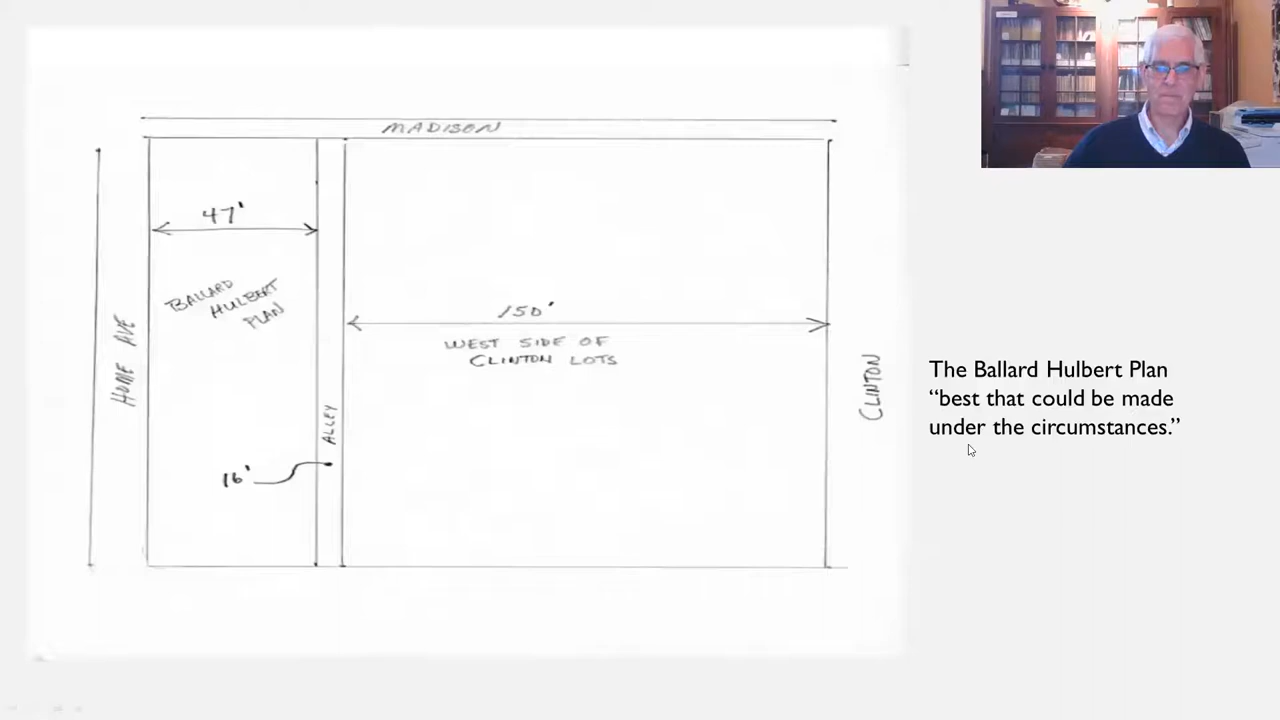 MADISON
47'
BALLARD
HULBERT
PLAN
HOME AVE
150'
WEST SIDE OF
CLINTON LOTS
ALLEY
16'
CLINTON
The Ballard Hulbert Plan
“best that could be made
under the circumstances.”